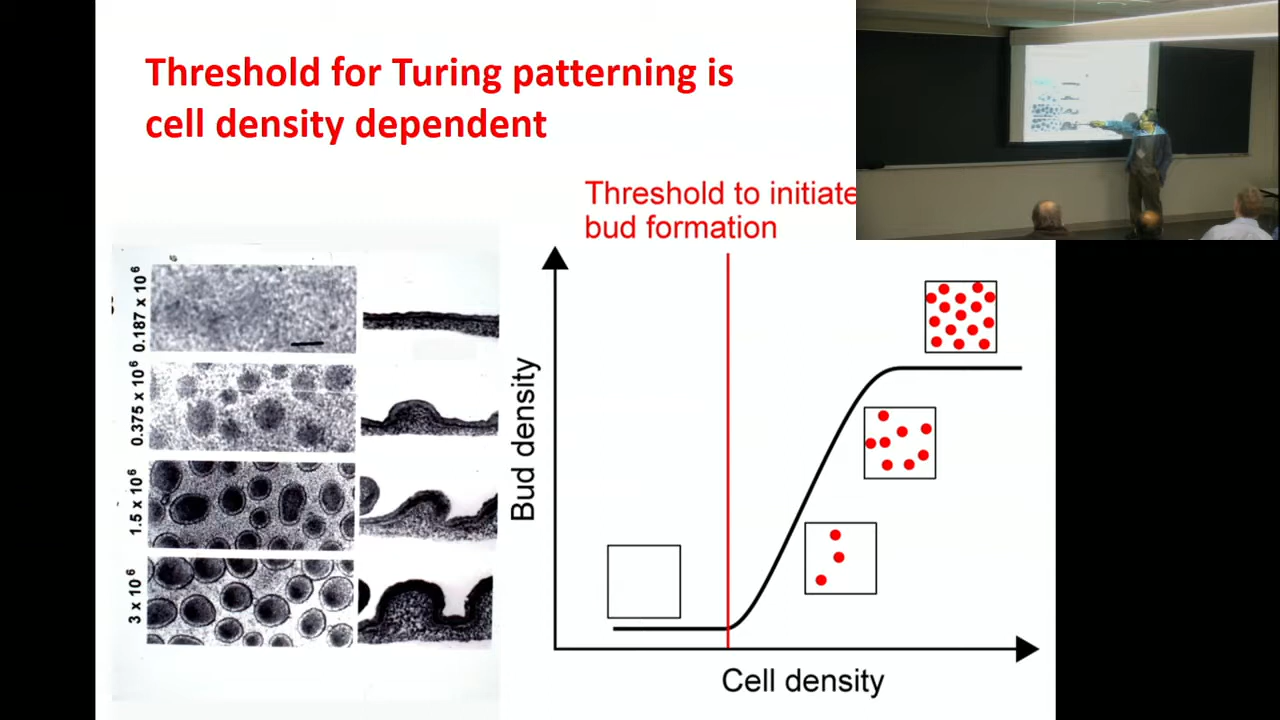 Threshold for Turing patterning is
cell density dependent
Threshold to initiate
bud formation
0.187 x 10⁶
0.375 x 10⁶
1.5 x 10⁶
3 x 10⁶
Bud density
Cell density